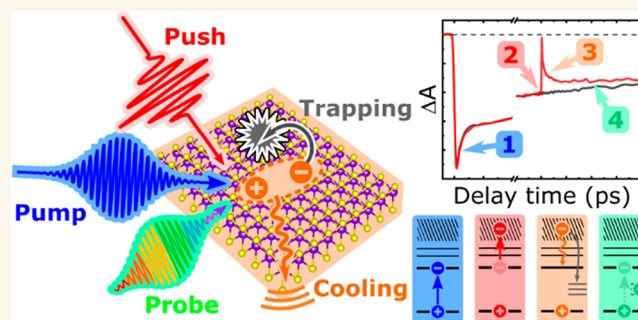 Push
Trapping
Pump
Probe
Cooling
ΔA
2
3
1
4
Delay time (ps)